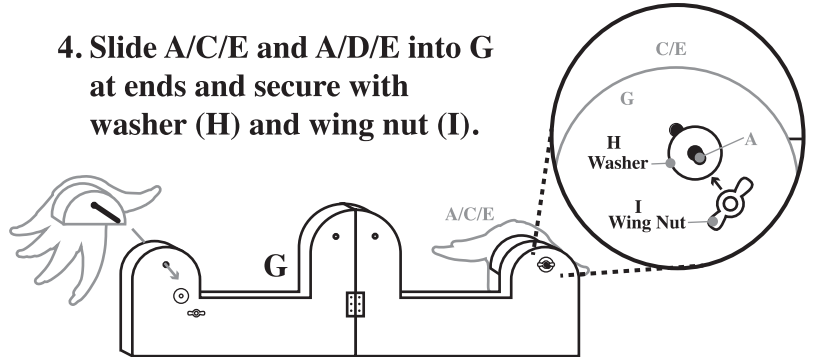 4. Slide A/C/E and A/D/E into G
at ends and secure with
washer (H) and wing nut (I).
C/E
G
H
Washer
A
I
Wing Nut
A/C/E
G